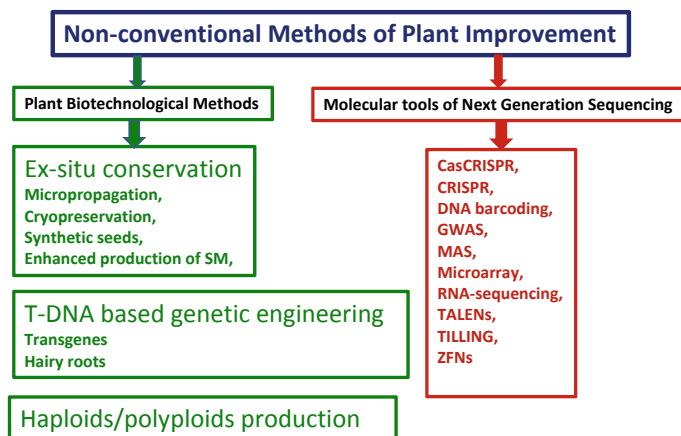 Non-conventional Methods of Plant Improvement
Plant Biotechnological Methods
Ex-situ conservation
Micropropagation,
Cryopreservation,
Synthetic seeds,
Enhanced production of SM,
T-DNA based genetic engineering
Transgenes
Hairy roots
Haploids/polyploids production
Molecular tools of Next Generation Sequencing
CasCRISPR,
CRISPR,
DNA barcoding,
GWAS,
MAS,
Microarray,
RNA-sequencing,
TALENs,
TILLING,
ZFNs